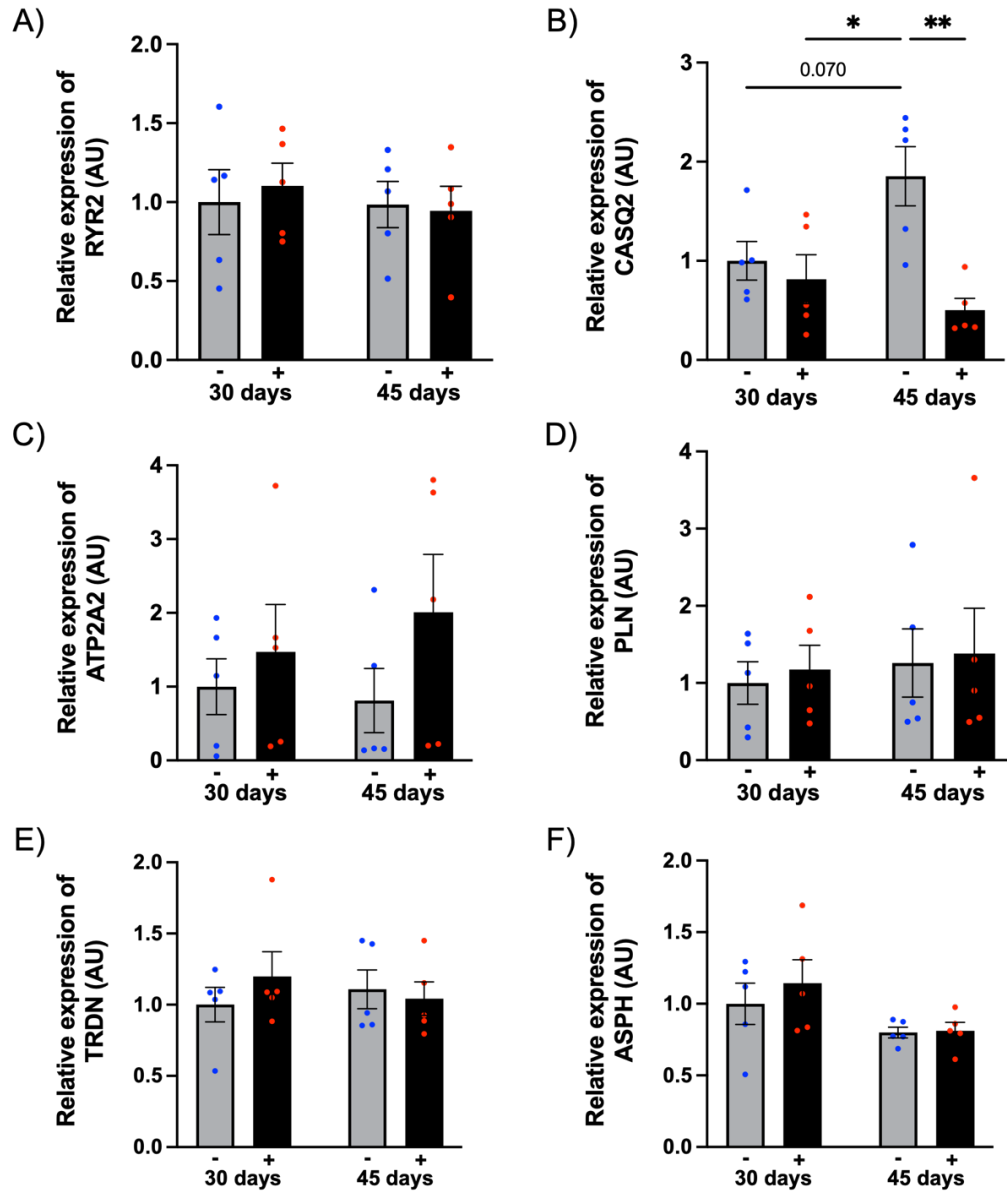 A)
Relative expression of
RYR2 (AU)
2.0
1.5
1.0
0.5
0.0
- + - +
30 days 45 days
B)
* **
0.070
Relative expression of
CASQ2 (AU)
3
2
1
0
- + - +
30 days 45 days
C)
Relative expression of
ATP2A2 (AU)
4
3
2
1
0
- + - +
30 days 45 days
D)
Relative expression of
PLN (AU)
4
3
2
1
0
- + - +
30 days 45 days
E)
Relative expression of
TRDN (AU)
2.0
1.5
1.0
0.5
0.0
- + - +
30 days 45 days
F)
Relative expression of
ASPH (AU)
2.0
1.5
1.0
0.5
0.0
- + - +
30 days 45 days